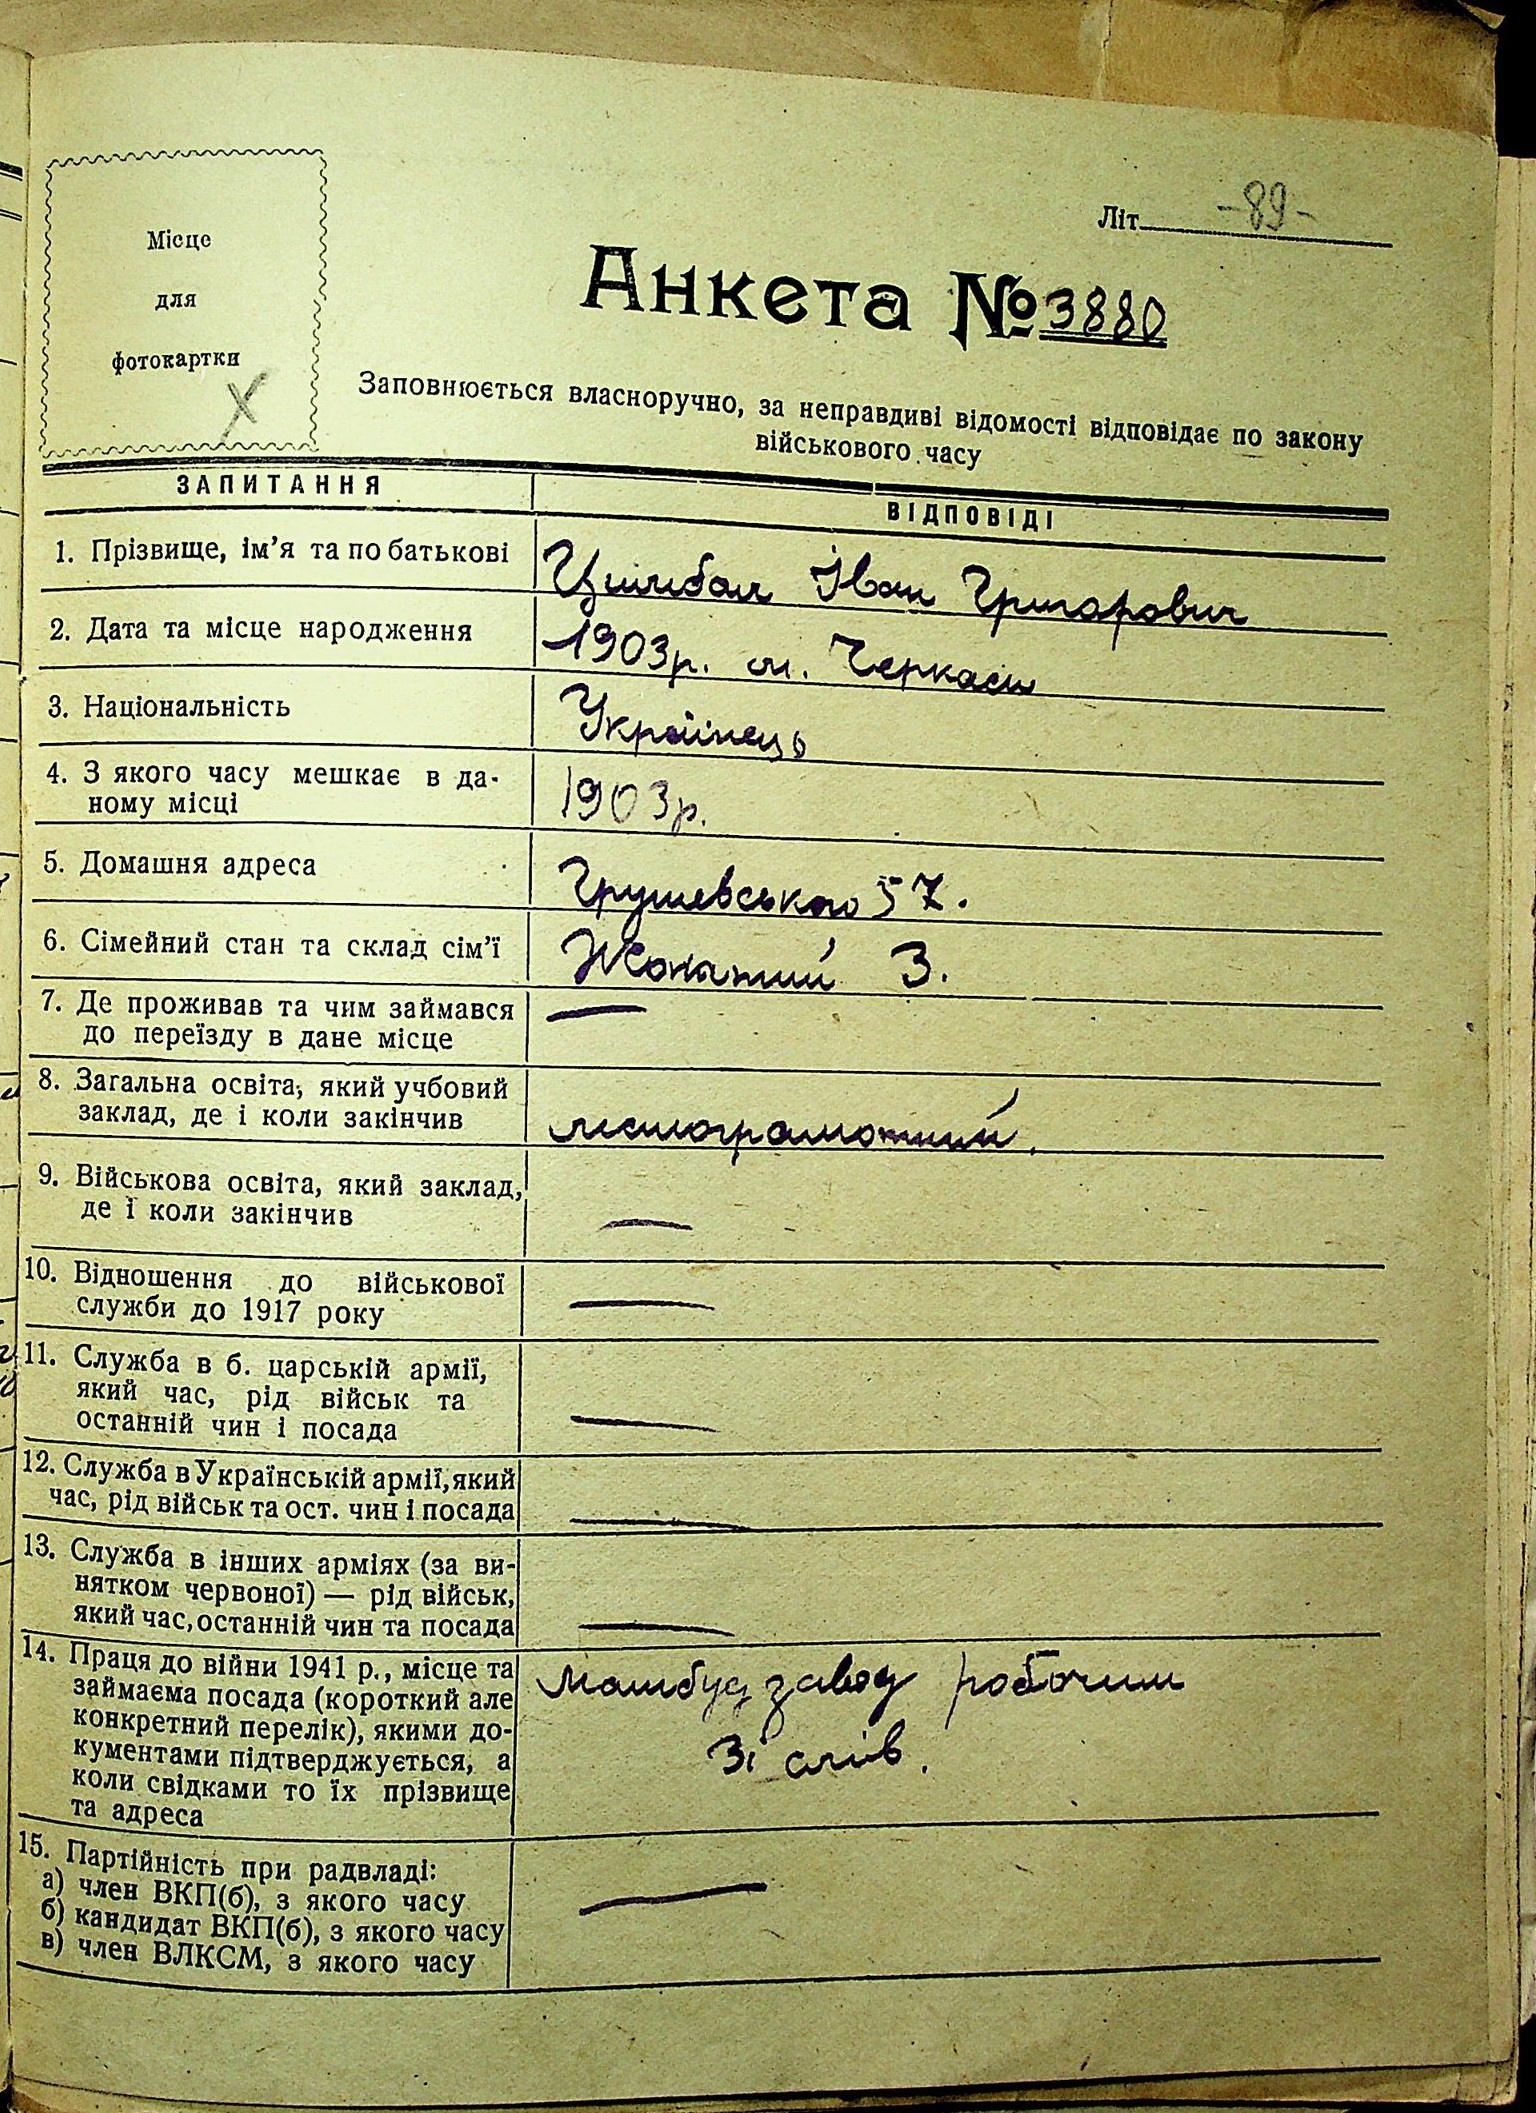 Місце
для
фотокартки
Літ. -89-
Анкета № 3880
Заповнюється власноручно, за неправдиві відомості відповідає по закону
військового часу
ЗАПИТАННЯ
ВІДПОВІДІ
1. Прізвище, ім'я та по батькові
Цимбал Іван Григорович
2. Дата та місце народження
1903р. м. Черкаси
3. Національність
Українець
4. З якого часу мешкає в да-
ному місці
1903р.
5. Домашня адреса
Грушевського 57.
6. Сімейний стан та склад сім'ї
Жонатий 3.
7. Де проживав та чим займався
до переїзду в дане місце
—
8. Загальна освіта, який учбовий
заклад, де і коли закінчив
малограмотний.
9. Військова освіта, який заклад,
де і коли закінчив
—
10. Відношення до військової
служби до 1917 року
—
11. Служба в б. царській армії,
який час, рід військ та
останній чин і посада
—
12. Служба в Українській армії, який
час, рід військ та ост. чин і посада
—
13. Служба в інших арміях (за ви-
нятком червоної) — рід військ,
який час, останній чин та посада
—
14. Праця до війни 1941 р., місце та
займаєма посада (короткий але
конкретний перелік), якими до-
кументами підтверджується, а
коли свідками то їх прізвище
та адреса
машбуд завод робочим
Зі слів.
15. Партійність при радвладі:
а) член ВКП(б), з якого часу
б) кандидат ВКП(б), з якого часу
в) член ВЛКСМ, з якого часу
—